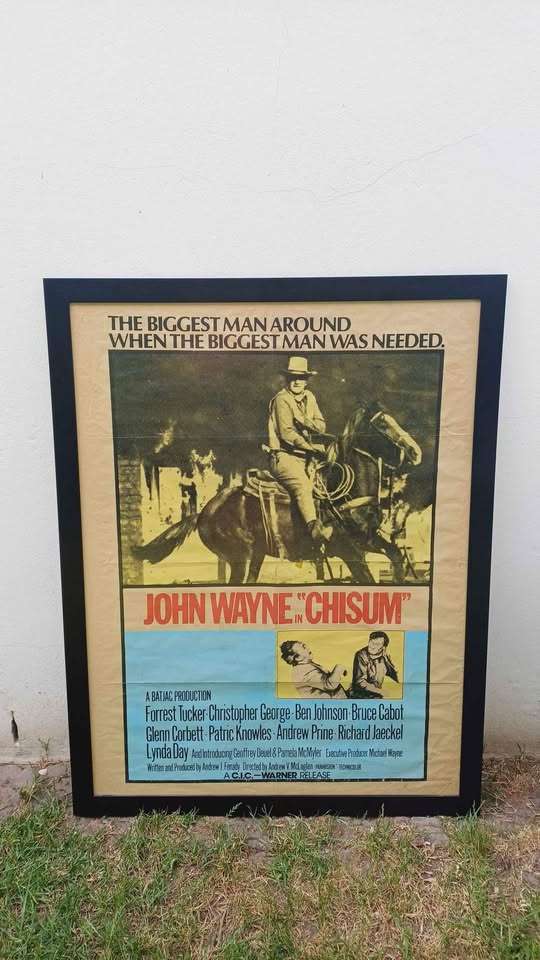 THE BIGGEST MAN AROUND
WHEN THE BIGGEST MAN WAS NEEDED.
JOHN WAYNE IN "CHISUM"
A BATJAC PRODUCTION
Forrest Tucker · Christopher George · Ben Johnson · Bruce Cabot
Glenn Corbett · Patric Knowles · Andrew Prine · Richard Jaeckel
Lynda Day And Introducing Geoffrey Deuel & Pamela McMyler Executive Producer Michael Wayne
Written and Produced by Andrew J. Fenady Directed by Andrew V. McLaglen PANAVISION® TECHNICOLOR
A C.I.C.—WARNER RELEASE